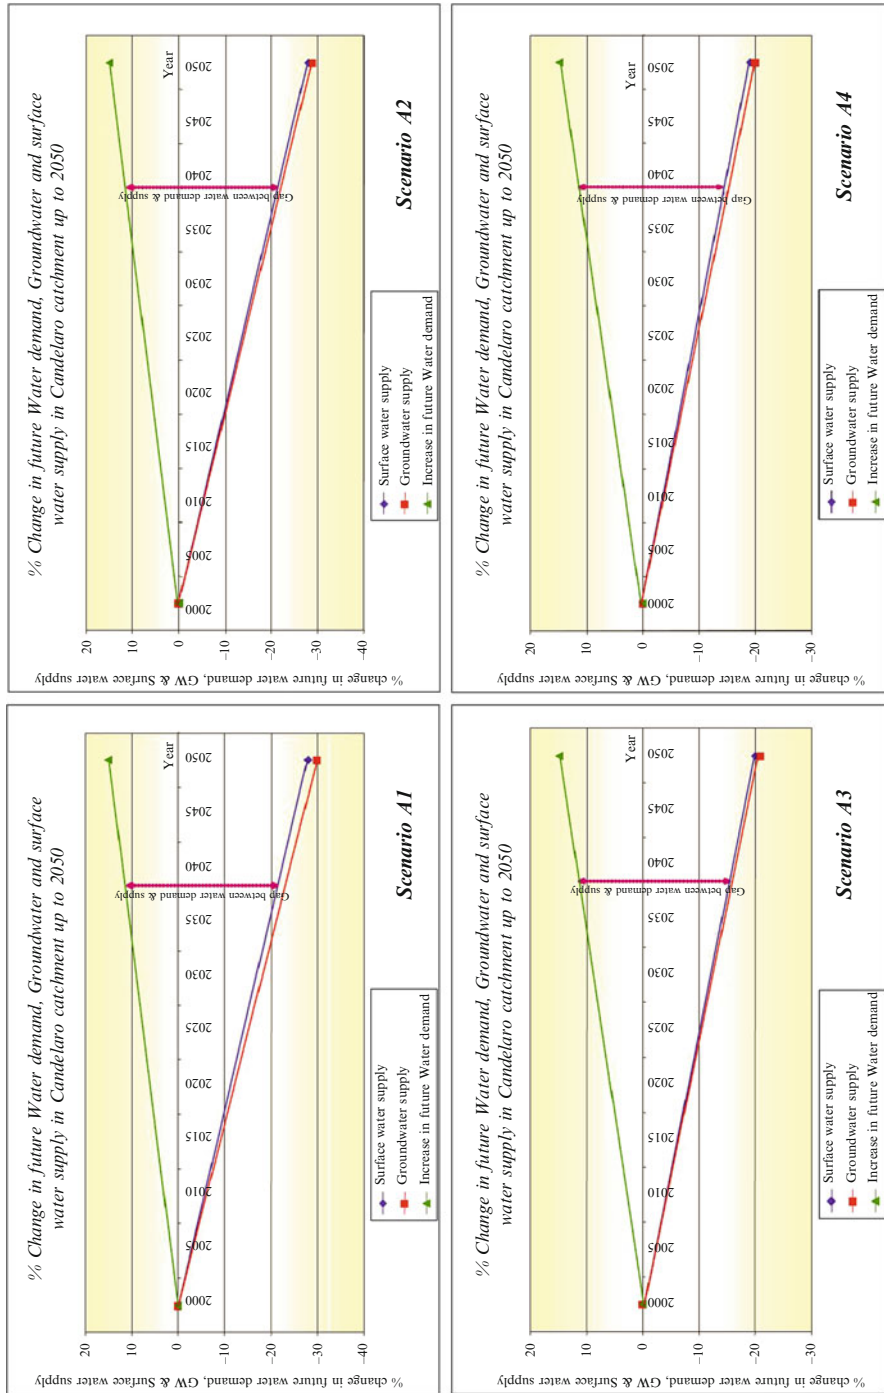 % Change in future Water demand, Groundwater and surface
water supply in Candelaro catchment up to 2050
% change in future water demand, GW & Surface water supply
20
10
0
−10
−20
−30
−40
2000
2005
2010
2015
2020
2025
2030
2035
2040
2045
2050
Year
Gap between water demand & supply
Surface water supply
Groundwater supply
Increase in future Water demand
Scenario A1
% Change in future Water demand, Groundwater and surface
water supply in Candelaro catchment up to 2050
% change in future water demand, GW & Surface water supply
20
10
0
−10
−20
−30
−40
2000
2005
2010
2015
2020
2025
2030
2035
2040
2045
2050
Year
Gap between water demand & supply
Surface water supply
Groundwater supply
Increase in future Water demand
Scenario A2
% Change in future Water demand, Groundwater and surface
water supply in Candelaro catchment up to 2050
% change in future water demand, GW & Surface water supply
20
10
0
−10
−20
−30
2000
2005
2010
2015
2020
2025
2030
2035
2040
2045
2050
Year
Gap between water demand & supply
Surface water supply
Groundwater supply
Increase in future Water demand
Scenario A3
% Change in future Water demand, Groundwater and surface
water supply in Candelaro catchment up to 2050
% change in future water demand, GW & Surface water supply
20
10
0
−10
−20
−30
2000
2005
2010
2015
2020
2025
2030
2035
2040
2045
2050
Year
Gap between water demand & supply
Surface water supply
Groundwater supply
Increase in future Water demand
Scenario A4